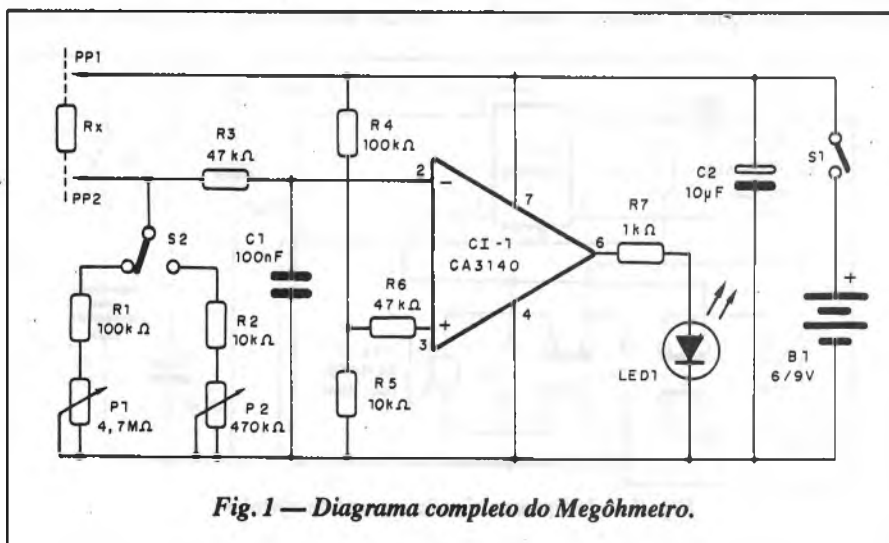 PP1
Rx
PP2
R3
47kΩ
R4
100kΩ
S2
C1
100nF
R1
100kΩ
R2
10kΩ
P1
4,7MΩ
P2
470kΩ
R6
47kΩ
R5
10kΩ
2
-
7
CI-1
CA3140
6
+
3
4
R7
1kΩ
LED1
C2
10µF
S1
+
B1
6/9V
Fig. 1 — Diagrama completo do Megôhmetro.